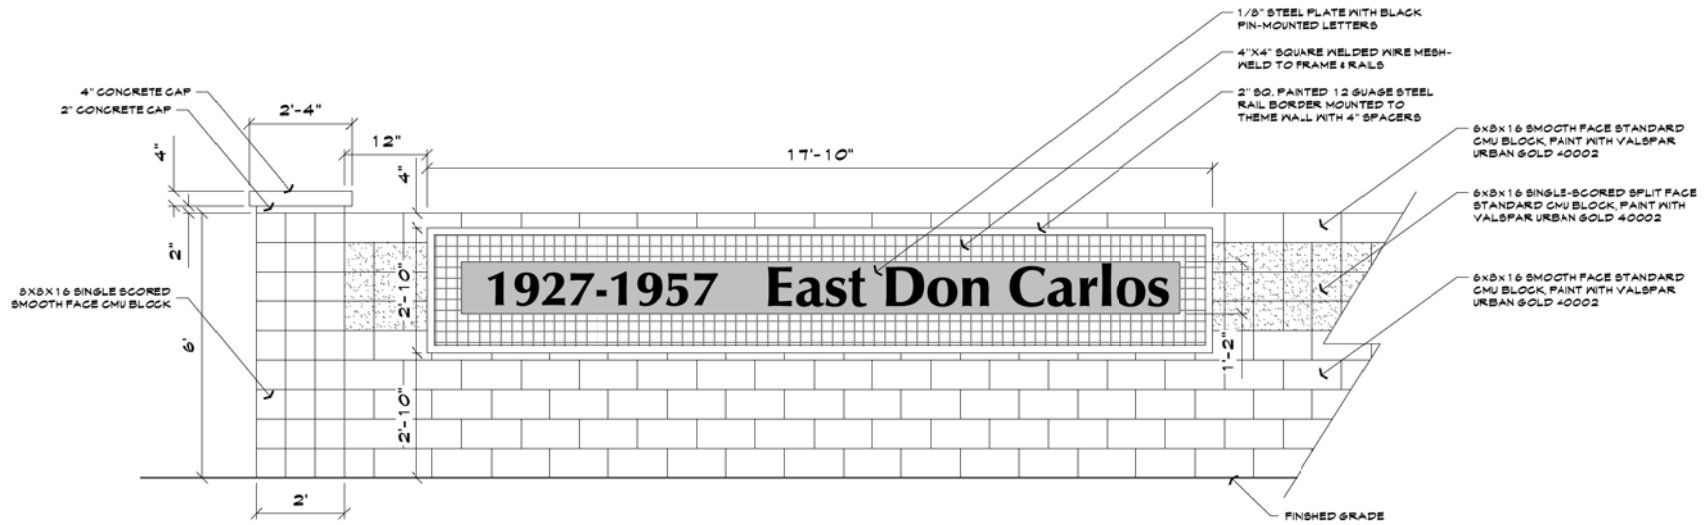 1/8" STEEL PLATE WITH BLACK
PIN-MOUNTED LETTERS
4"X4" SQUARE WELDED WIRE MESH-
WELD TO FRAME & RAILS
2" SQ. PAINTED 12 GUAGE STEEL
RAIL BORDER MOUNTED TO
THEME WALL WITH 4" SPACERS
4" CONCRETE CAP
2" CONCRETE CAP
2'-4"
12"
17'-10"
4"
4"
6x8x16 SMOOTH FACE STANDARD
CMU BLOCK, PAINT WITH VALSPAR
URBAN GOLD 40002
6x8x16 SINGLE-SCORED SPLIT FACE
STANDARD CMU BLOCK, PAINT WITH
VALSPAR URBAN GOLD 40002
2"
2'-10"
1927-1957 East Don Carlos
6x8x16 SMOOTH FACE STANDARD
CMU BLOCK, PAINT WITH VALSPAR
URBAN GOLD 40002
8X8X16 SINGLE SCORED
SMOOTH FACE CMU BLOCK
6'
1'-2"
2'-10"
2'
FINISHED GRADE